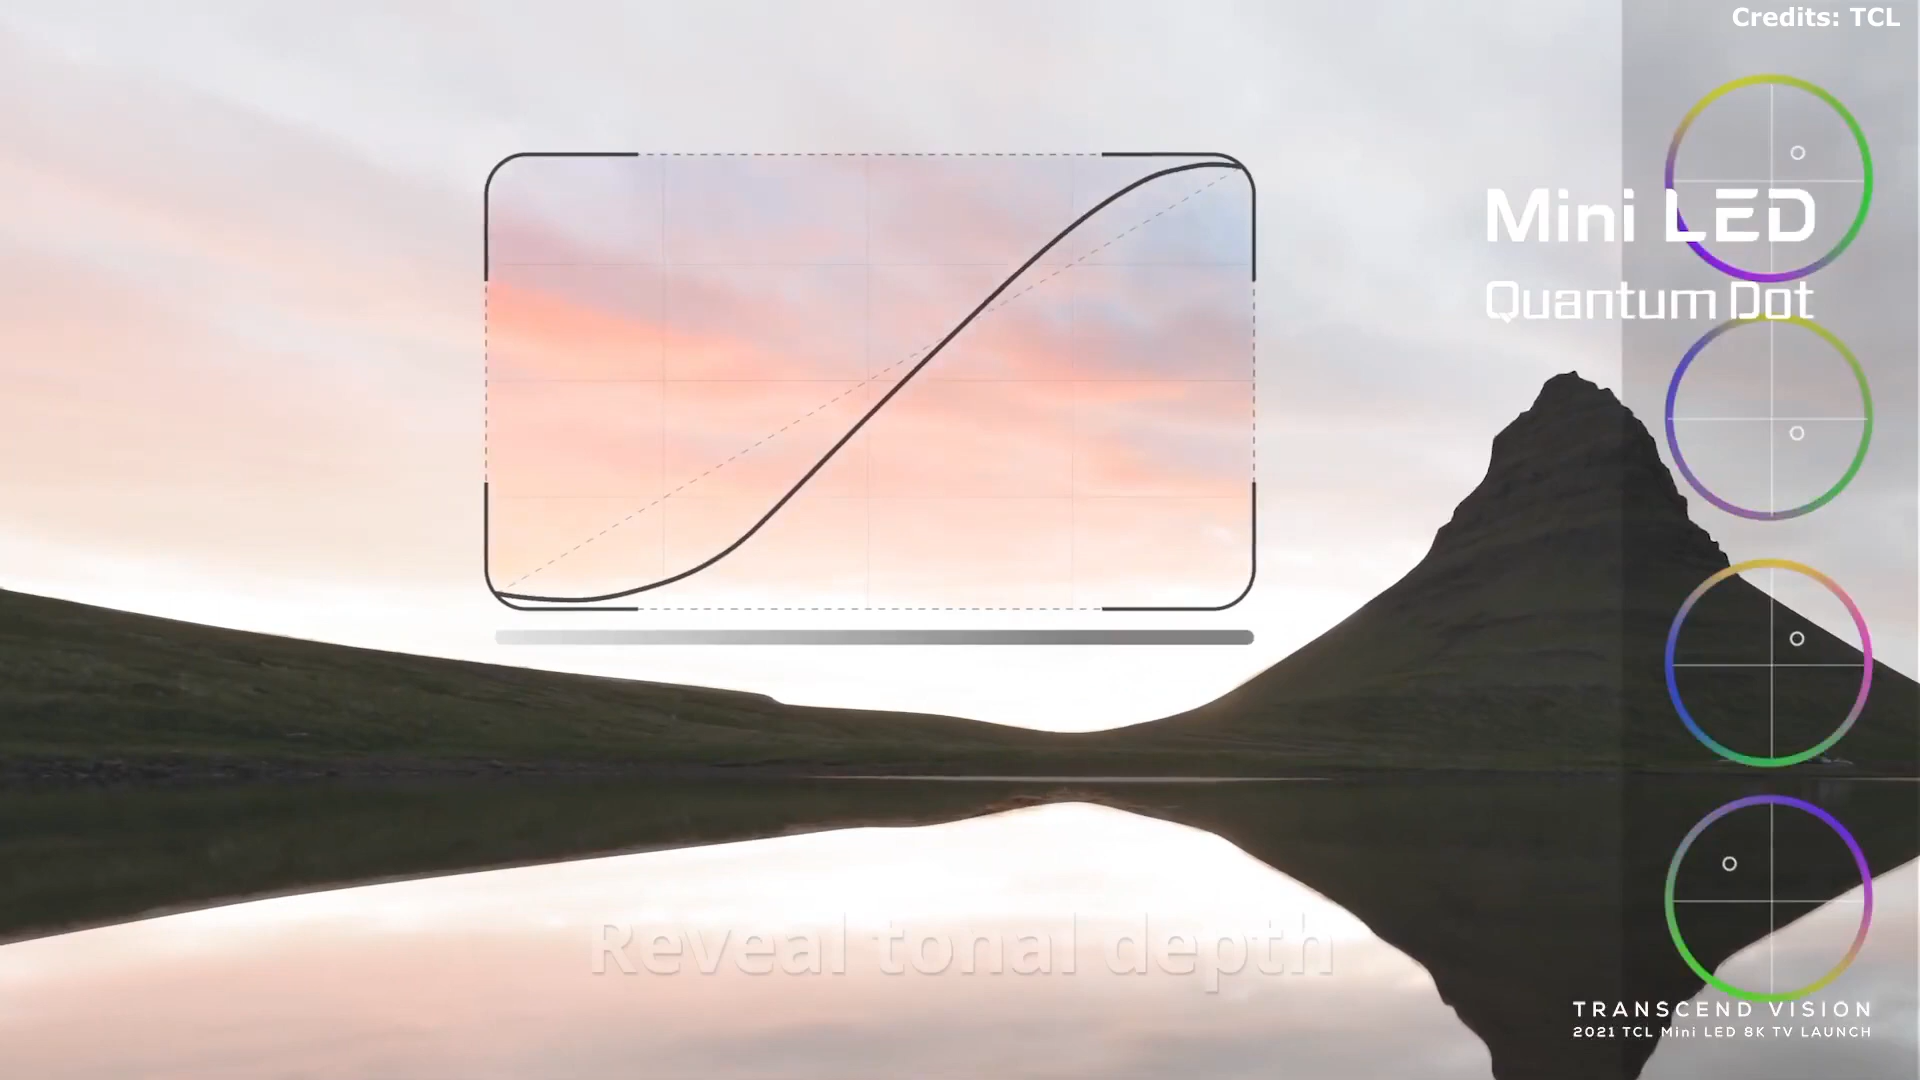 Credits: TCL
Mini LED
Quantum Dot
Reveal tonal depth
TRANSCEND VISION
2021 TCL Mini LED 8K TV LAUNCH